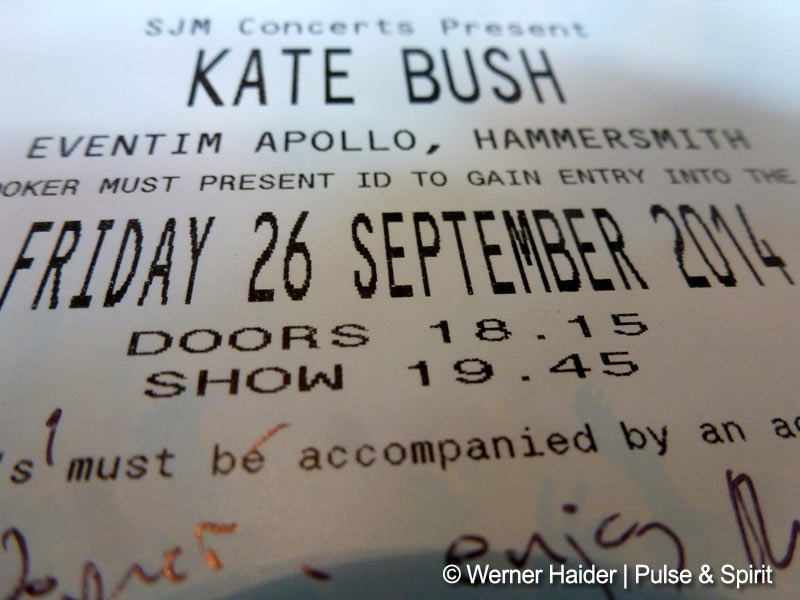 SJM Concerts Present
KATE BUSH
EVENTIM APOLLO, HAMMERSMITH
OOKER MUST PRESENT ID TO GAIN ENTRY INTO THE
FRIDAY 26 SEPTEMBER 2014
DOORS 18.15
SHOW 19.45
's must be accompanied by an
enjoy
© Werner Haider | Pulse & Spirit